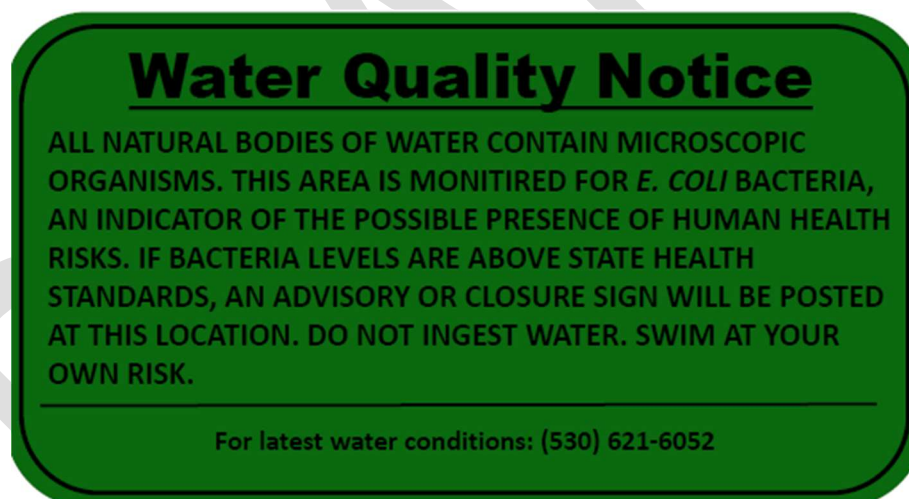 Water Quality Notice
ALL NATURAL BODIES OF WATER CONTAIN MICROSCOPIC
ORGANISMS. THIS AREA IS MONITIRED FOR E. COLI BACTERIA,
AN INDICATOR OF THE POSSIBLE PRESENCE OF HUMAN HEALTH
RISKS. IF BACTERIA LEVELS ARE ABOVE STATE HEALTH
STANDARDS, AN ADVISORY OR CLOSURE SIGN WILL BE POSTED
AT THIS LOCATION. DO NOT INGEST WATER. SWIM AT YOUR
OWN RISK.
For latest water conditions: (530) 621-6052